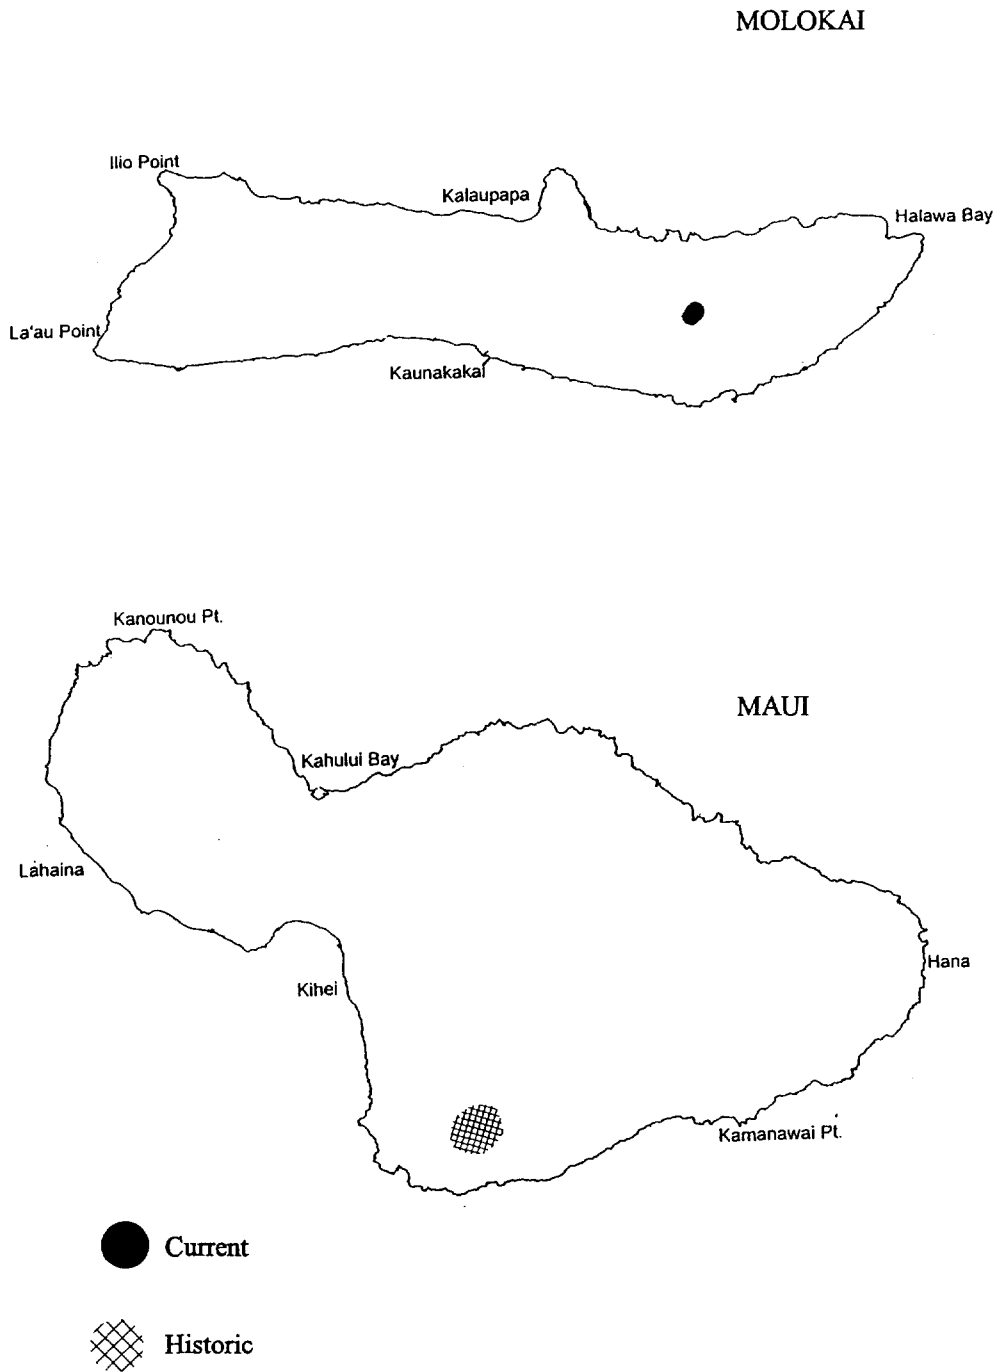 MOLOKAI
Ilio Point
Kalaupapa
Halawa Bay
La'au Point
Kaunakakai
Kanounou Pt.
MAUI
Kahului Bay
Lahaina
Hana
Kihei
Kamanawai Pt.
Current
Historic